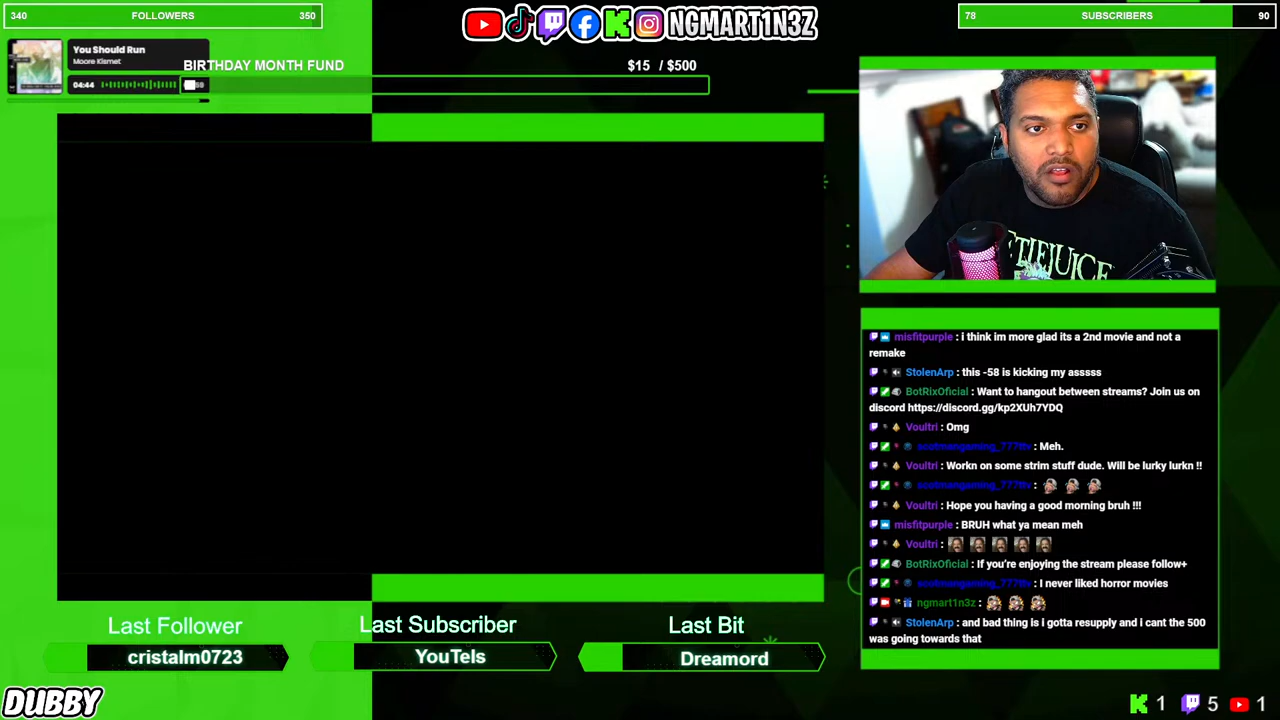 340 FOLLOWERS 350
NGMART1N3Z
78 SUBSCRIBERS 90
You Should Run
Moore Kismet
04:44
BIRTHDAY MONTH FUND $15 / $500
misfitpurple : i think im more glad its a 2nd movie and not a
remake
StolenArp : this -58 is kicking my asssss
BotRixOficial : Want to hangout between streams? Join us on
discord https://discord.gg/kp2XUh7YDQ
Voultri : Omg
scotmangaming_777ttv : Meh.
Voultri : Workn on some strim stuff dude. Will be lurky lurkn !!
scotmangaming_777ttv :
Voultri : Hope you having a good morning bruh !!!
misfitpurple : BRUH what ya mean meh
Voultri :
BotRixOficial : If you're enjoying the stream please follow+
scotmangaming_777ttv : I never liked horror movies
ngmart1n3z :
StolenArp : and bad thing is i gotta resupply and i cant the 500
was going towards that
Last Follower
cristalm0723
Last Subscriber
YouTels
Last Bit
Dreamord
DUBBY
1 5 1